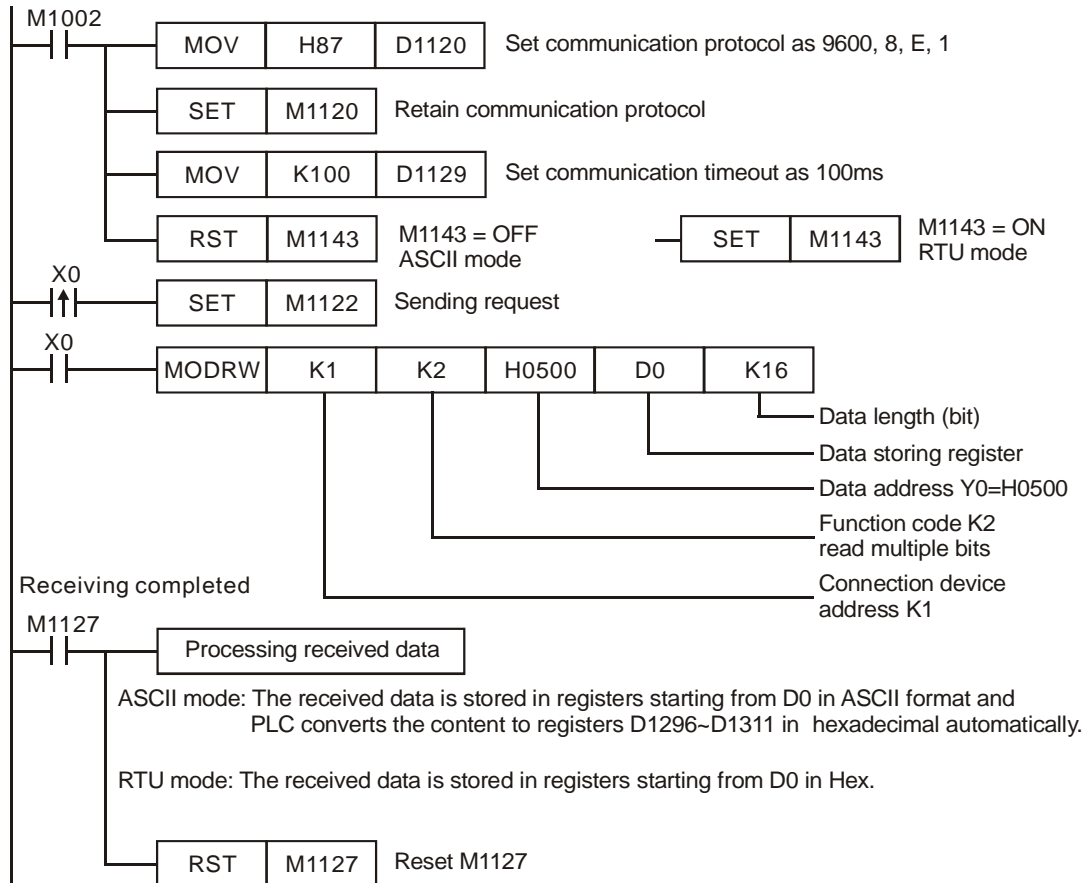 M1002
MOV H87 D1120 Set communication protocol as 9600, 8, E, 1
SET M1120 Retain communication protocol
MOV K100 D1129 Set communication timeout as 100ms
RST M1143 M1143 = OFF
ASCII mode
SET M1143 M1143 = ON
RTU mode
X0
SET M1122 Sending request
X0
MODRW K1 K2 H0500 D0 K16
Data length (bit)
Data storing register
Data address Y0=H0500
Function code K2
read multiple bits
Connection device
address K1
Receiving completed
M1127
Processing received data
ASCII mode: The received data is stored in registers starting from D0 in ASCII format and
PLC converts the content to registers D1296~D1311 in hexadecimal automatically.
RTU mode: The received data is stored in registers starting from D0 in Hex.
RST M1127 Reset M1127